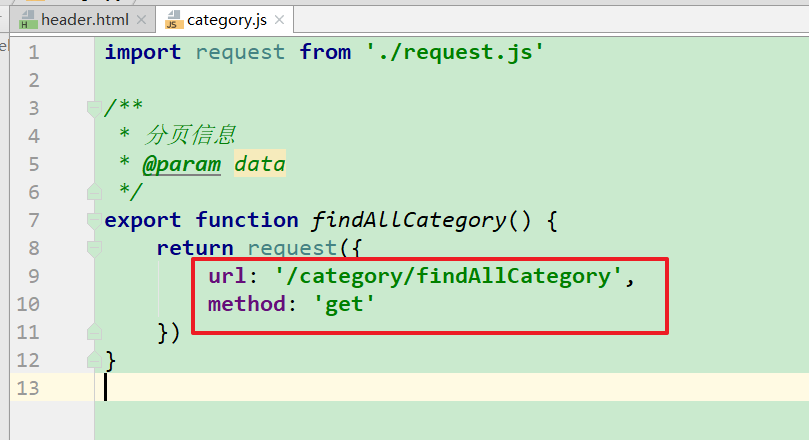 header.html
category.js
1 import request from './request.js'
2
3 /**
4 * 分页信息
5 * @param data
6 */
7 export function findAllCategory() {
8 return request({
9 url: '/category/findAllCategory',
10 method: 'get'
11 })
12 }
13